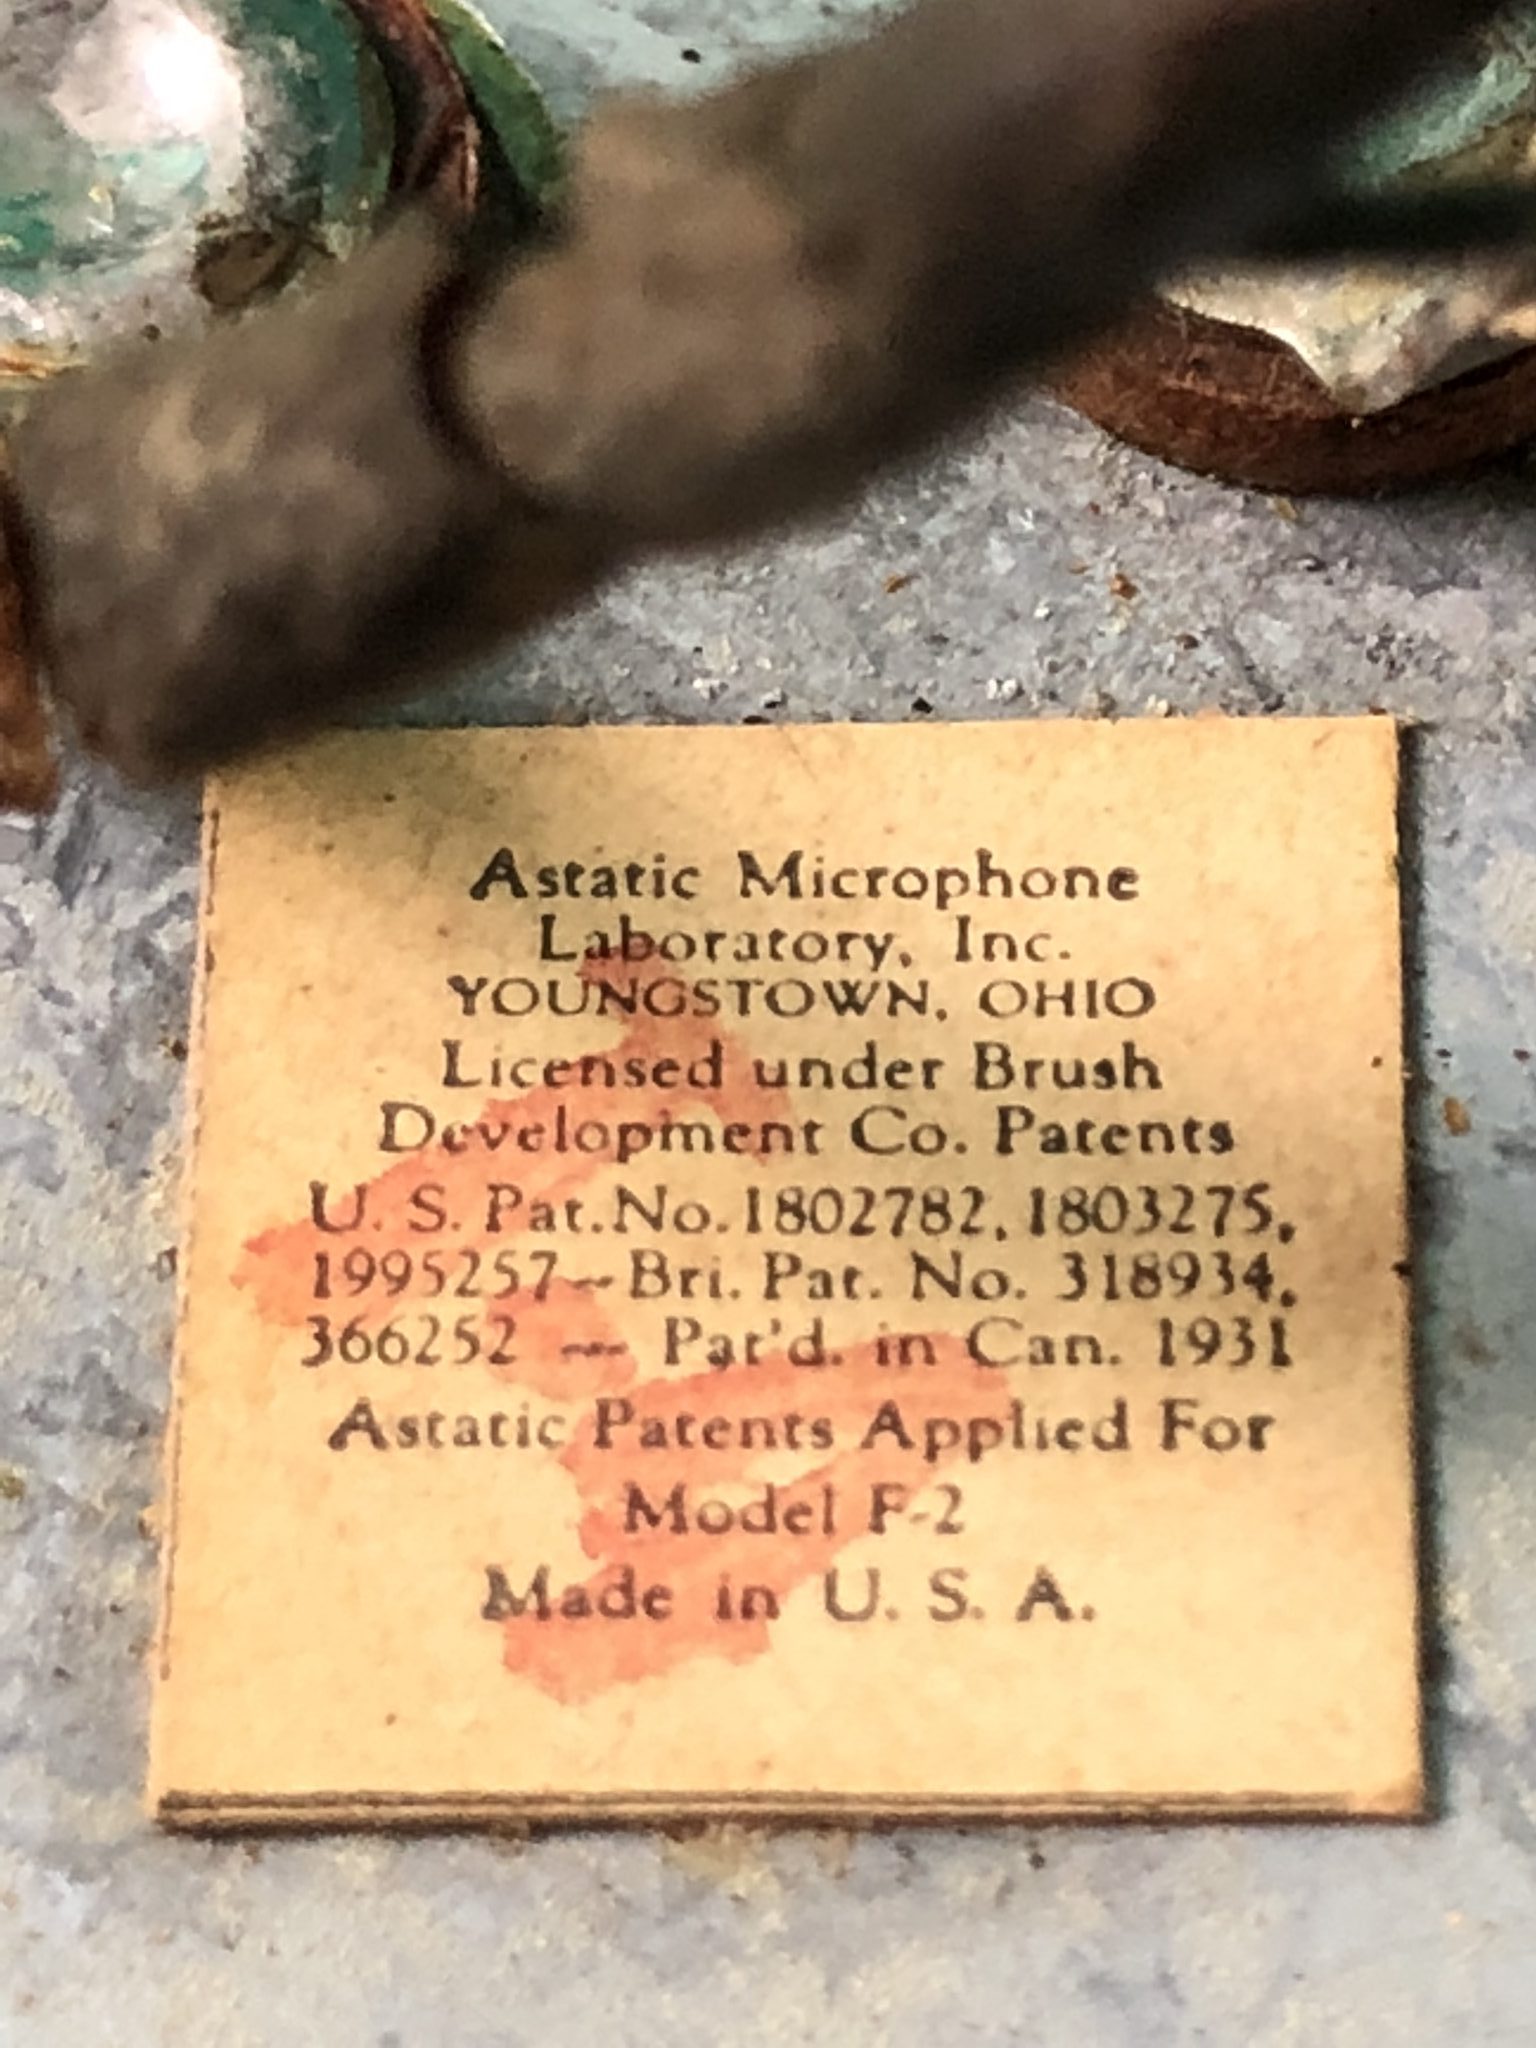 Astatic Microphone
Laboratory, Inc.
YOUNGSTOWN, OHIO
Licensed under Brush
Development Co. Patents
U. S. Pat. No. 1802782, 1803275,
1995257 — Bri. Pat. No. 318934,
366252 — Pat'd. in Can. 1931
Astatic Patents Applied For
Model F-2
Made in U. S. A.